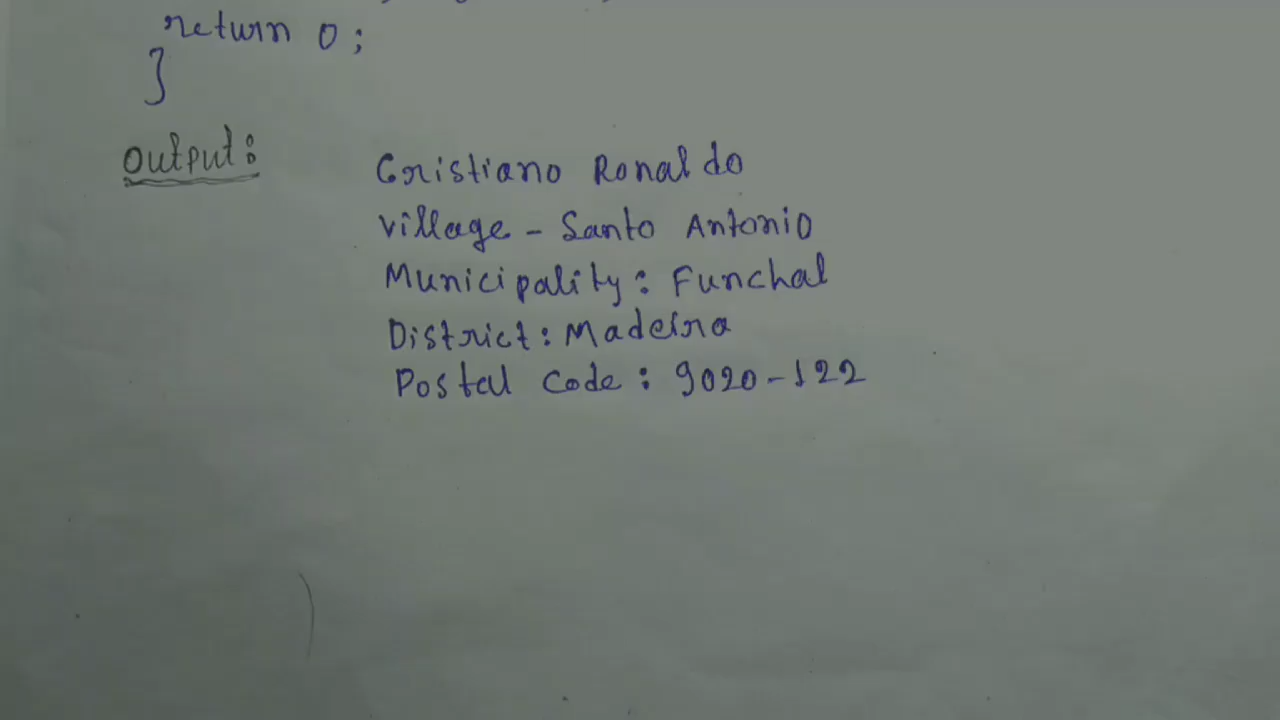 return 0;
}
Output:
Cristiano Ronaldo
Village - Santo Antonio
Municipality: Funchal
District: Madeira
Postal Code: 9020-122